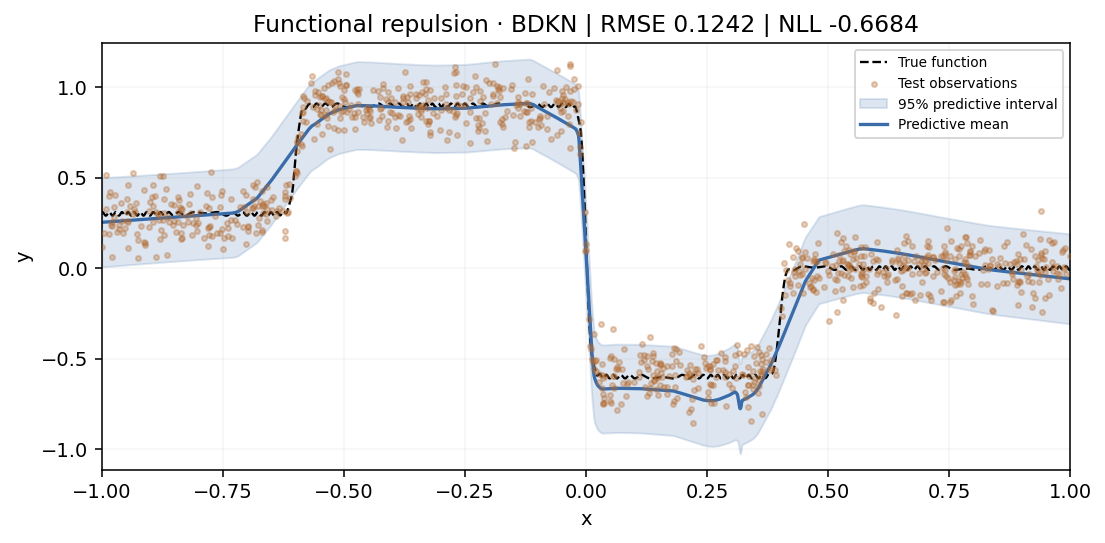 Functional repulsion · BDKN | RMSE 0.1242 | NLL -0.6684
True function
Test observations
95% predictive interval
Predictive mean
y
1.0
0.5
0.0
−0.5
−1.0
−1.00 −0.75 −0.50 −0.25 0.00 0.25 0.50 0.75 1.00
x